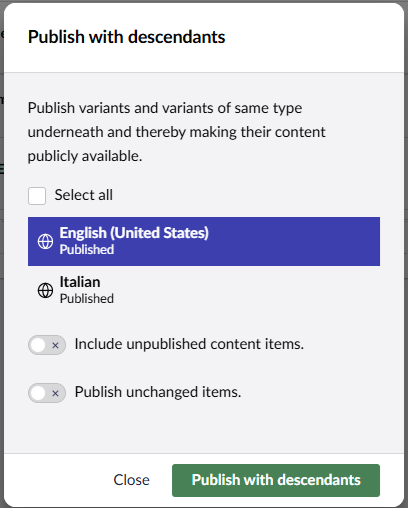 Publish with descendants
Publish variants and variants of same type
underneath and thereby making their content
publicly available.
Select all
English (United States)
Published
Italian
Published
Include unpublished content items.
Publish unchanged items.
Close
Publish with descendants